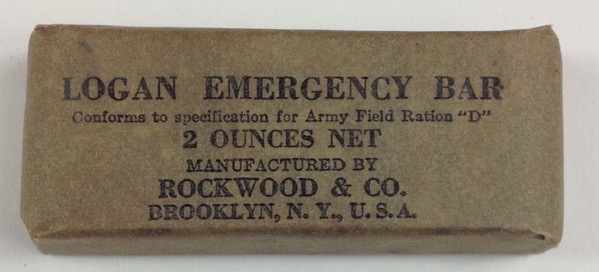 LOGAN EMERGENCY BAR
Conforms to specification for Army Field Ration "D"
2 OUNCES NET
MANUFACTURED BY
ROCKWOOD & CO.
BROOKLYN, N. Y., U. S. A.